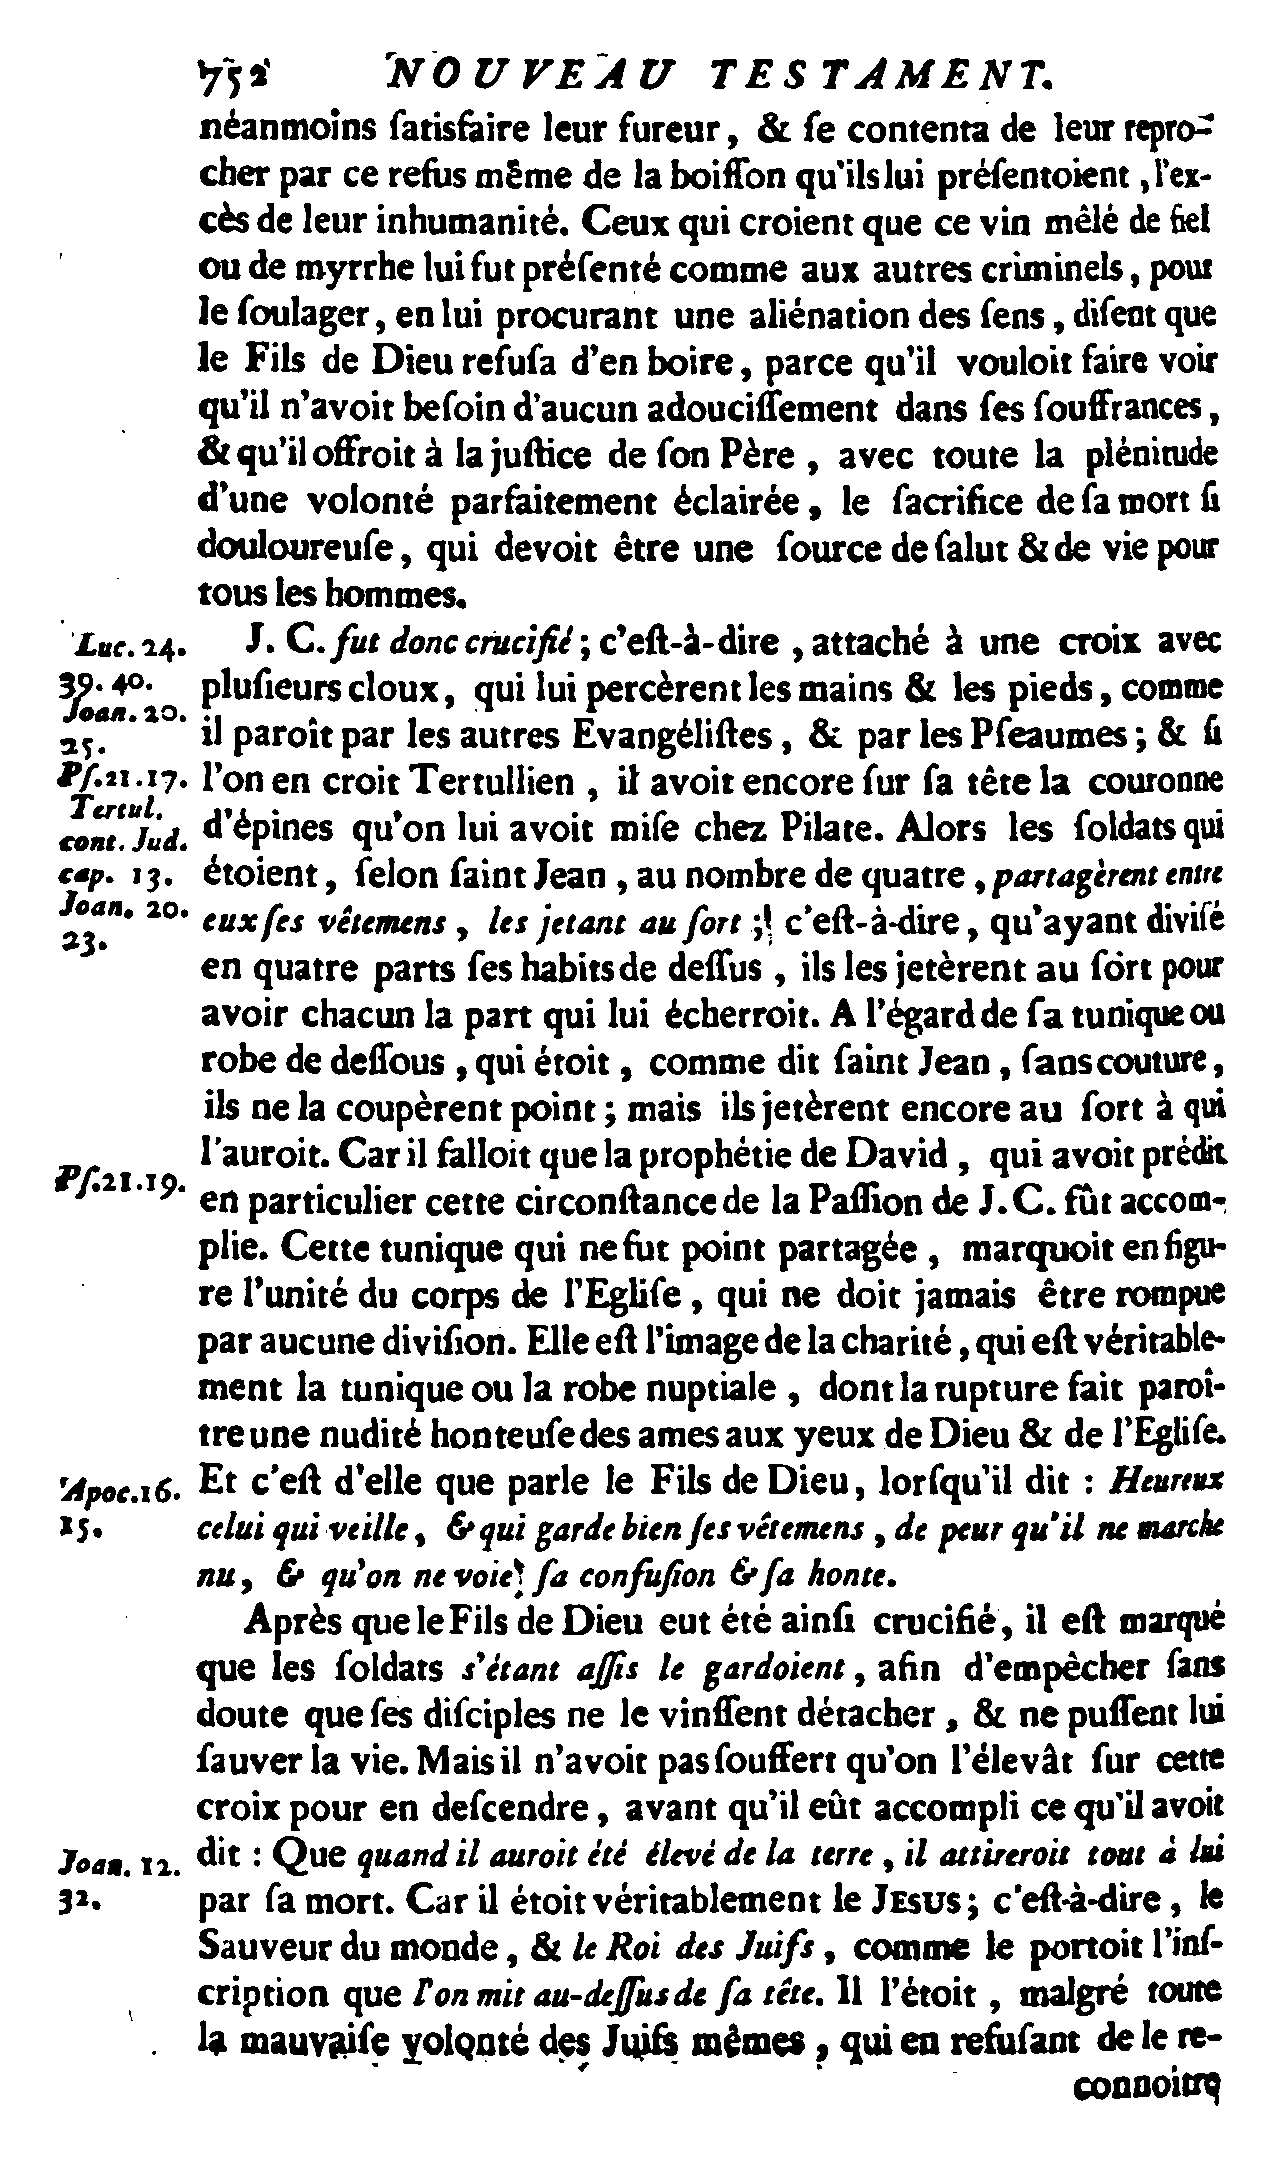 752 NOUVEAU TESTAMENT.
néanmoins ſatisfaire leur fureur, & ſe contenta de leur repro-
cher par ce refus même de la boiſſon qu'ils lui préſentoient, l'ex-
cès de leur inhumanité. Ceux qui croient que ce vin mêlé de fiel
ou de myrrhe lui fut préſenté comme aux autres criminels, pour
le ſoulager, en lui procurant une aliénation des ſens, diſent que
le Fils de Dieu refuſa d'en boire, parce qu'il vouloit faire voir
qu'il n'avoit beſoin d'aucun adouciſſement dans ſes ſouffrances,
& qu'il offroit à la juſtice de ſon Père, avec toute la plénitude
d'une volonté parfaitement éclairée, le ſacrifice de ſa mort ſi
douloureuſe, qui devoit être une ſource de ſalut & de vie pour
tous les hommes.
Luc. 24.
39. 40.
Joan. 20.
25.
Pſ. 21. 17.
Tertul.
cont. Jud.
cap. 13.
Joan. 20.
23.
J. C. fut donc crucifié ; c'eſt-à-dire, attaché à une croix avec
pluſieurs cloux, qui lui percèrent les mains & les pieds, comme
il paroît par les autres Evangéliſtes, & par les Pſeaumes ; & ſi
l'on en croit Tertullien, il avoit encore ſur ſa tête la couronne
d'épines qu'on lui avoit miſe chez Pilate. Alors les ſoldats qui
étoient, ſelon ſaint Jean, au nombre de quatre, partagèrent entre
eux ſes vêtemens, les jetant au ſort ; c'eſt-à-dire, qu'ayant diviſé
en quatre parts ſes habits de deſſus, ils les jetèrent au ſort pour
avoir chacun la part qui lui écherroit. A l'égard de ſa tunique ou
robe de deſſous, qui étoit, comme dit ſaint Jean, ſans couture,
ils ne la coupèrent point ; mais ils jetèrent encore au ſort à qui
l'auroit. Car il falloit que la prophétie de David, qui avoit prédit
Pſ. 21. 19.
en particulier cette circonſtance de la Paſſion de J. C. fût accom-
plie. Cette tunique qui ne fut point partagée, marquoit en figu-
re l'unité du corps de l'Egliſe, qui ne doit jamais être rompue
par aucune diviſion. Elle eſt l'image de la charité, qui eſt véritable-
ment la tunique ou la robe nuptiale, dont la rupture fait paroî-
tre une nudité honteuſe des ames aux yeux de Dieu & de l'Egliſe.
Apoc. 16.
15.
Et c'eſt d'elle que parle le Fils de Dieu, lorſqu'il dit : Heureux
celui qui veille, & qui garde bien ſes vêtemens, de peur qu'il ne marche
nu, & qu'on ne voie ſa confuſion & ſa honte.
Après que le Fils de Dieu eut été ainſi crucifié, il eſt marqué
que les ſoldats s'étant aſſis le gardoient, afin d'empêcher ſans
doute que ſes diſciples ne le vinſſent détacher, & ne puſſent lui
ſauver la vie. Mais il n'avoit pas ſouffert qu'on l'élevât ſur cette
croix pour en deſcendre, avant qu'il eût accompli ce qu'il avoit
Joan. 12.
32.
dit : Que quand il auroit été élevé de la terre, il attireroit tout à lui
par ſa mort. Car il étoit véritablement le JESUS ; c'eſt-à-dire, le
Sauveur du monde, & le Roi des Juifs, comme le portoit l'inſ-
cription que l'on mit au-deſſus de ſa tête. Il l'étoit, malgré toute
la mauvaiſe volonté des Juifs mêmes, qui en refuſant de le re-
connoitre